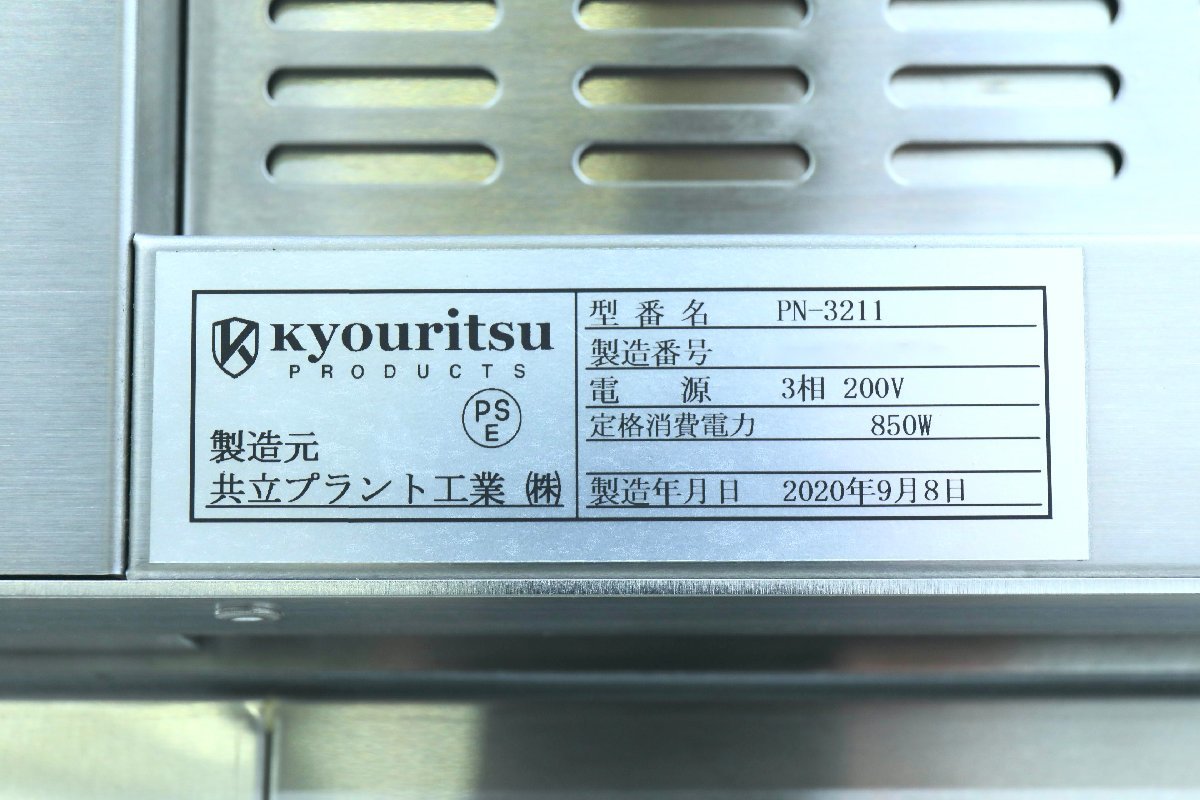 Kyouritsu
PRODUCTS
PS
E
製造元
共立プラント工業㈱
型番名 PN-3211
製造番号
電 源 3相 200V
定格消費電力 850W
製造年月日 2020年9月8日